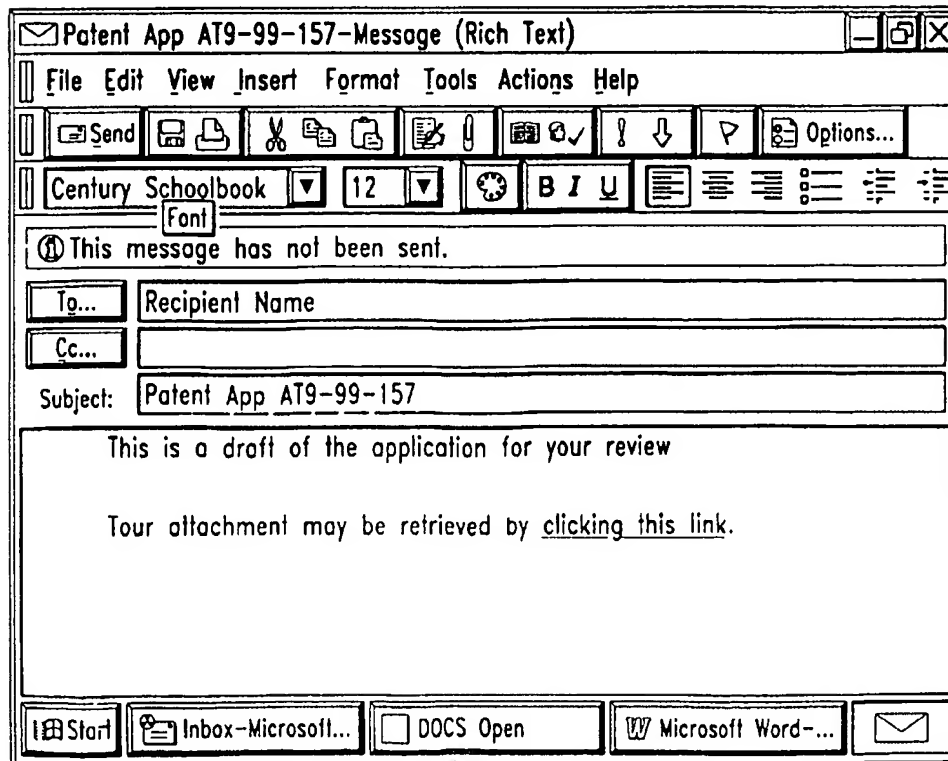 Patent App AT9-99-157-Message (Rich Text)
File Edit View Insert Format Tools Actions Help
Send Options...
Century Schoolbook 12 B I U
Font
This message has not been sent.
To... Recipient Name
Cc...
Subject: Patent App AT9-99-157
This is a draft of the application for your review
Tour attachment may be retrieved by clicking this link.
Start Inbox-Microsoft... DOCS Open W Microsoft Word-...